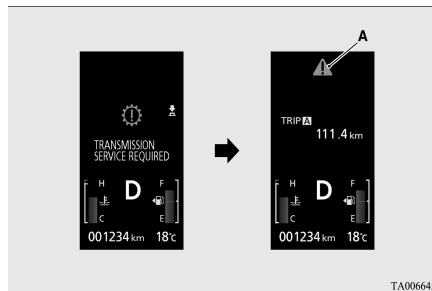 A
TRANSMISSION
SERVICE REQUIRED
F H D F
C E
001234 km 18°c
TRIP A
111.4 km
H D F
C E
001234 km 18°c
TA00664